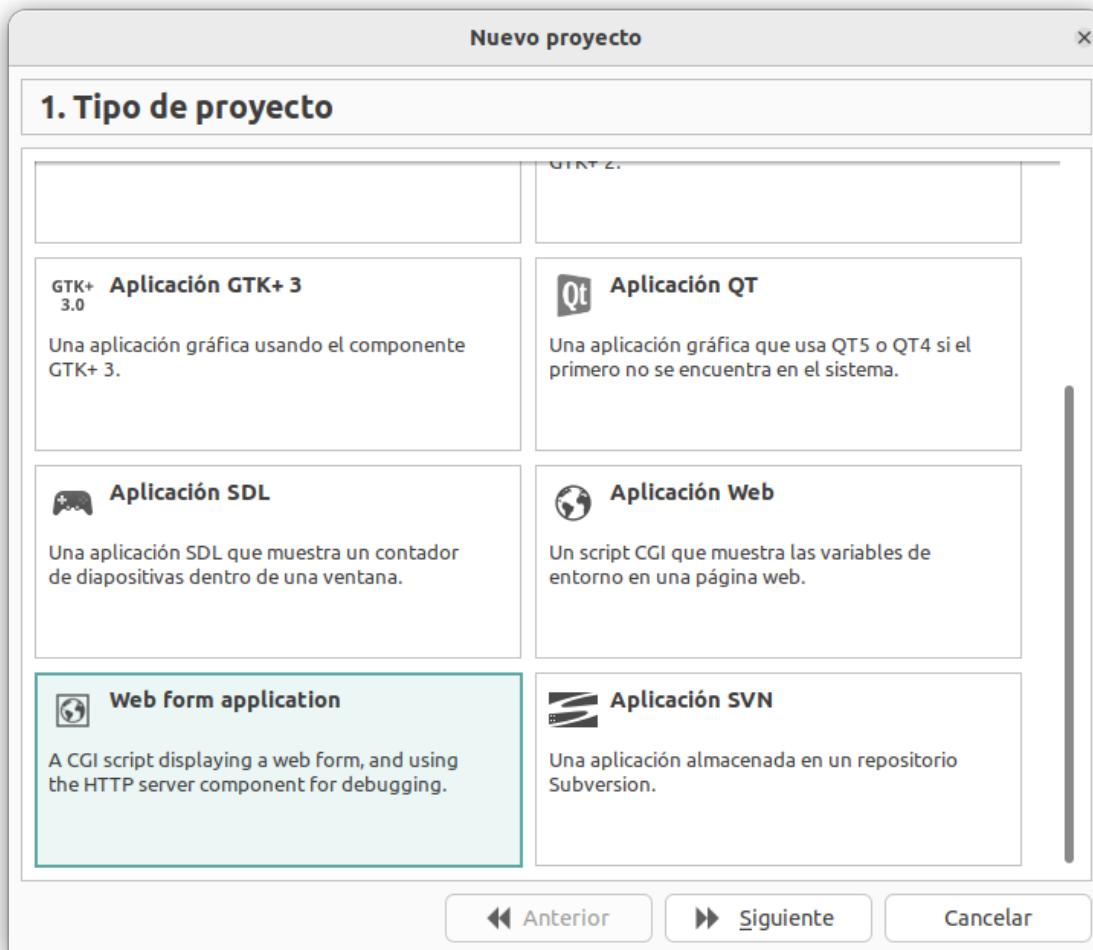 Nuevo proyecto
1. Tipo de proyecto
GTK+ 2.
GTK+
3.0
Aplicación GTK+ 3
Una aplicación gráfica usando el componente
GTK+ 3.
Qt
Aplicación QT
Una aplicación gráfica que usa QT5 o QT4 si el
primero no se encuentra en el sistema.
Aplicación SDL
Una aplicación SDL que muestra un contador
de diapositivas dentro de una ventana.
Aplicación Web
Un script CGI que muestra las variables de
entorno en una página web.
Web form application
A CGI script displaying a web form, and using
the HTTP server component for debugging.
Aplicación SVN
Una aplicación almacenada en un repositorio
Subversion.
Anterior
Siguiente
Cancelar